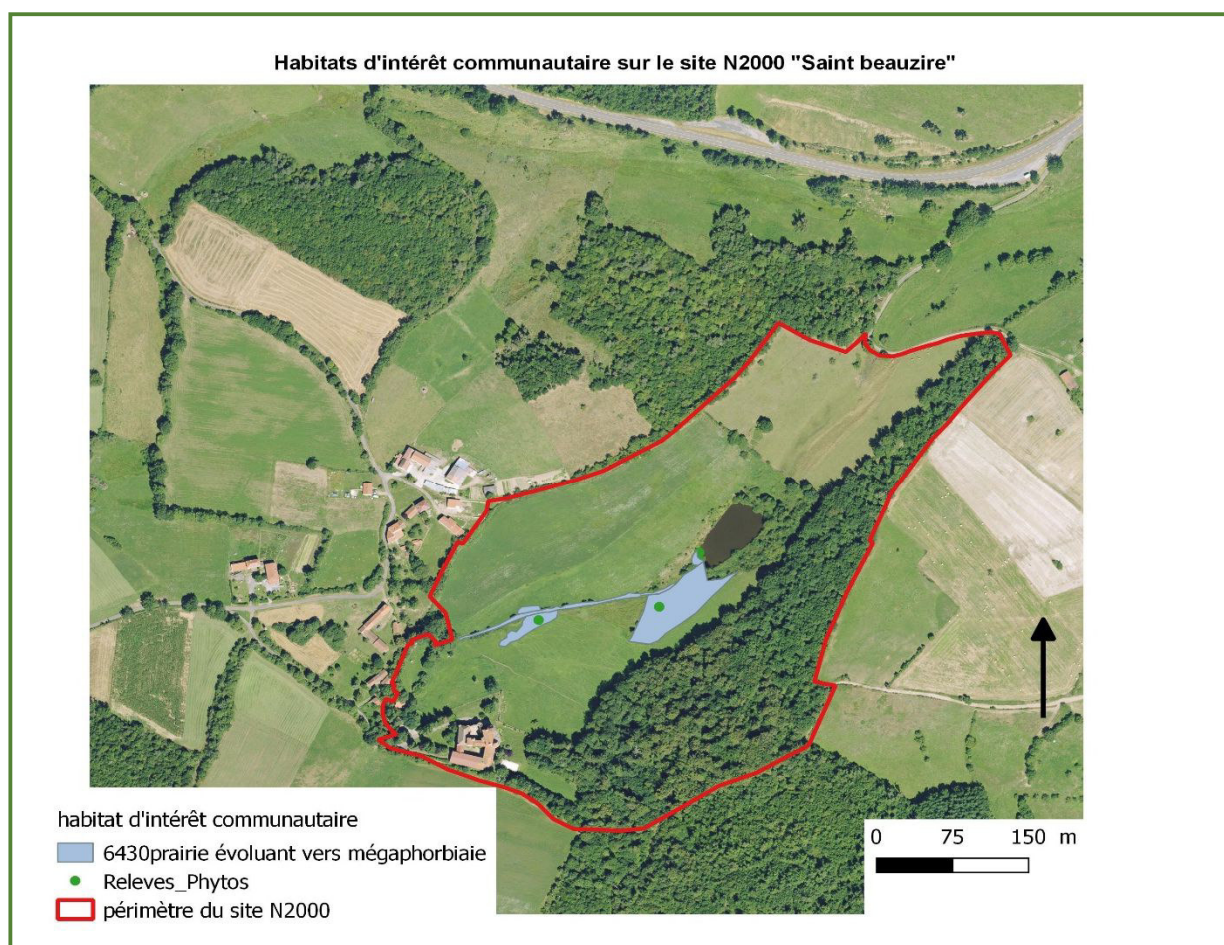 Habitats d'intérêt communautaire sur le site N2000 "Saint beauzire"
habitat d'intérêt communautaire
6430prairie évoluant vers mégaphorbiaie
Releves_Phytos
périmètre du site N2000
0 75 150 m